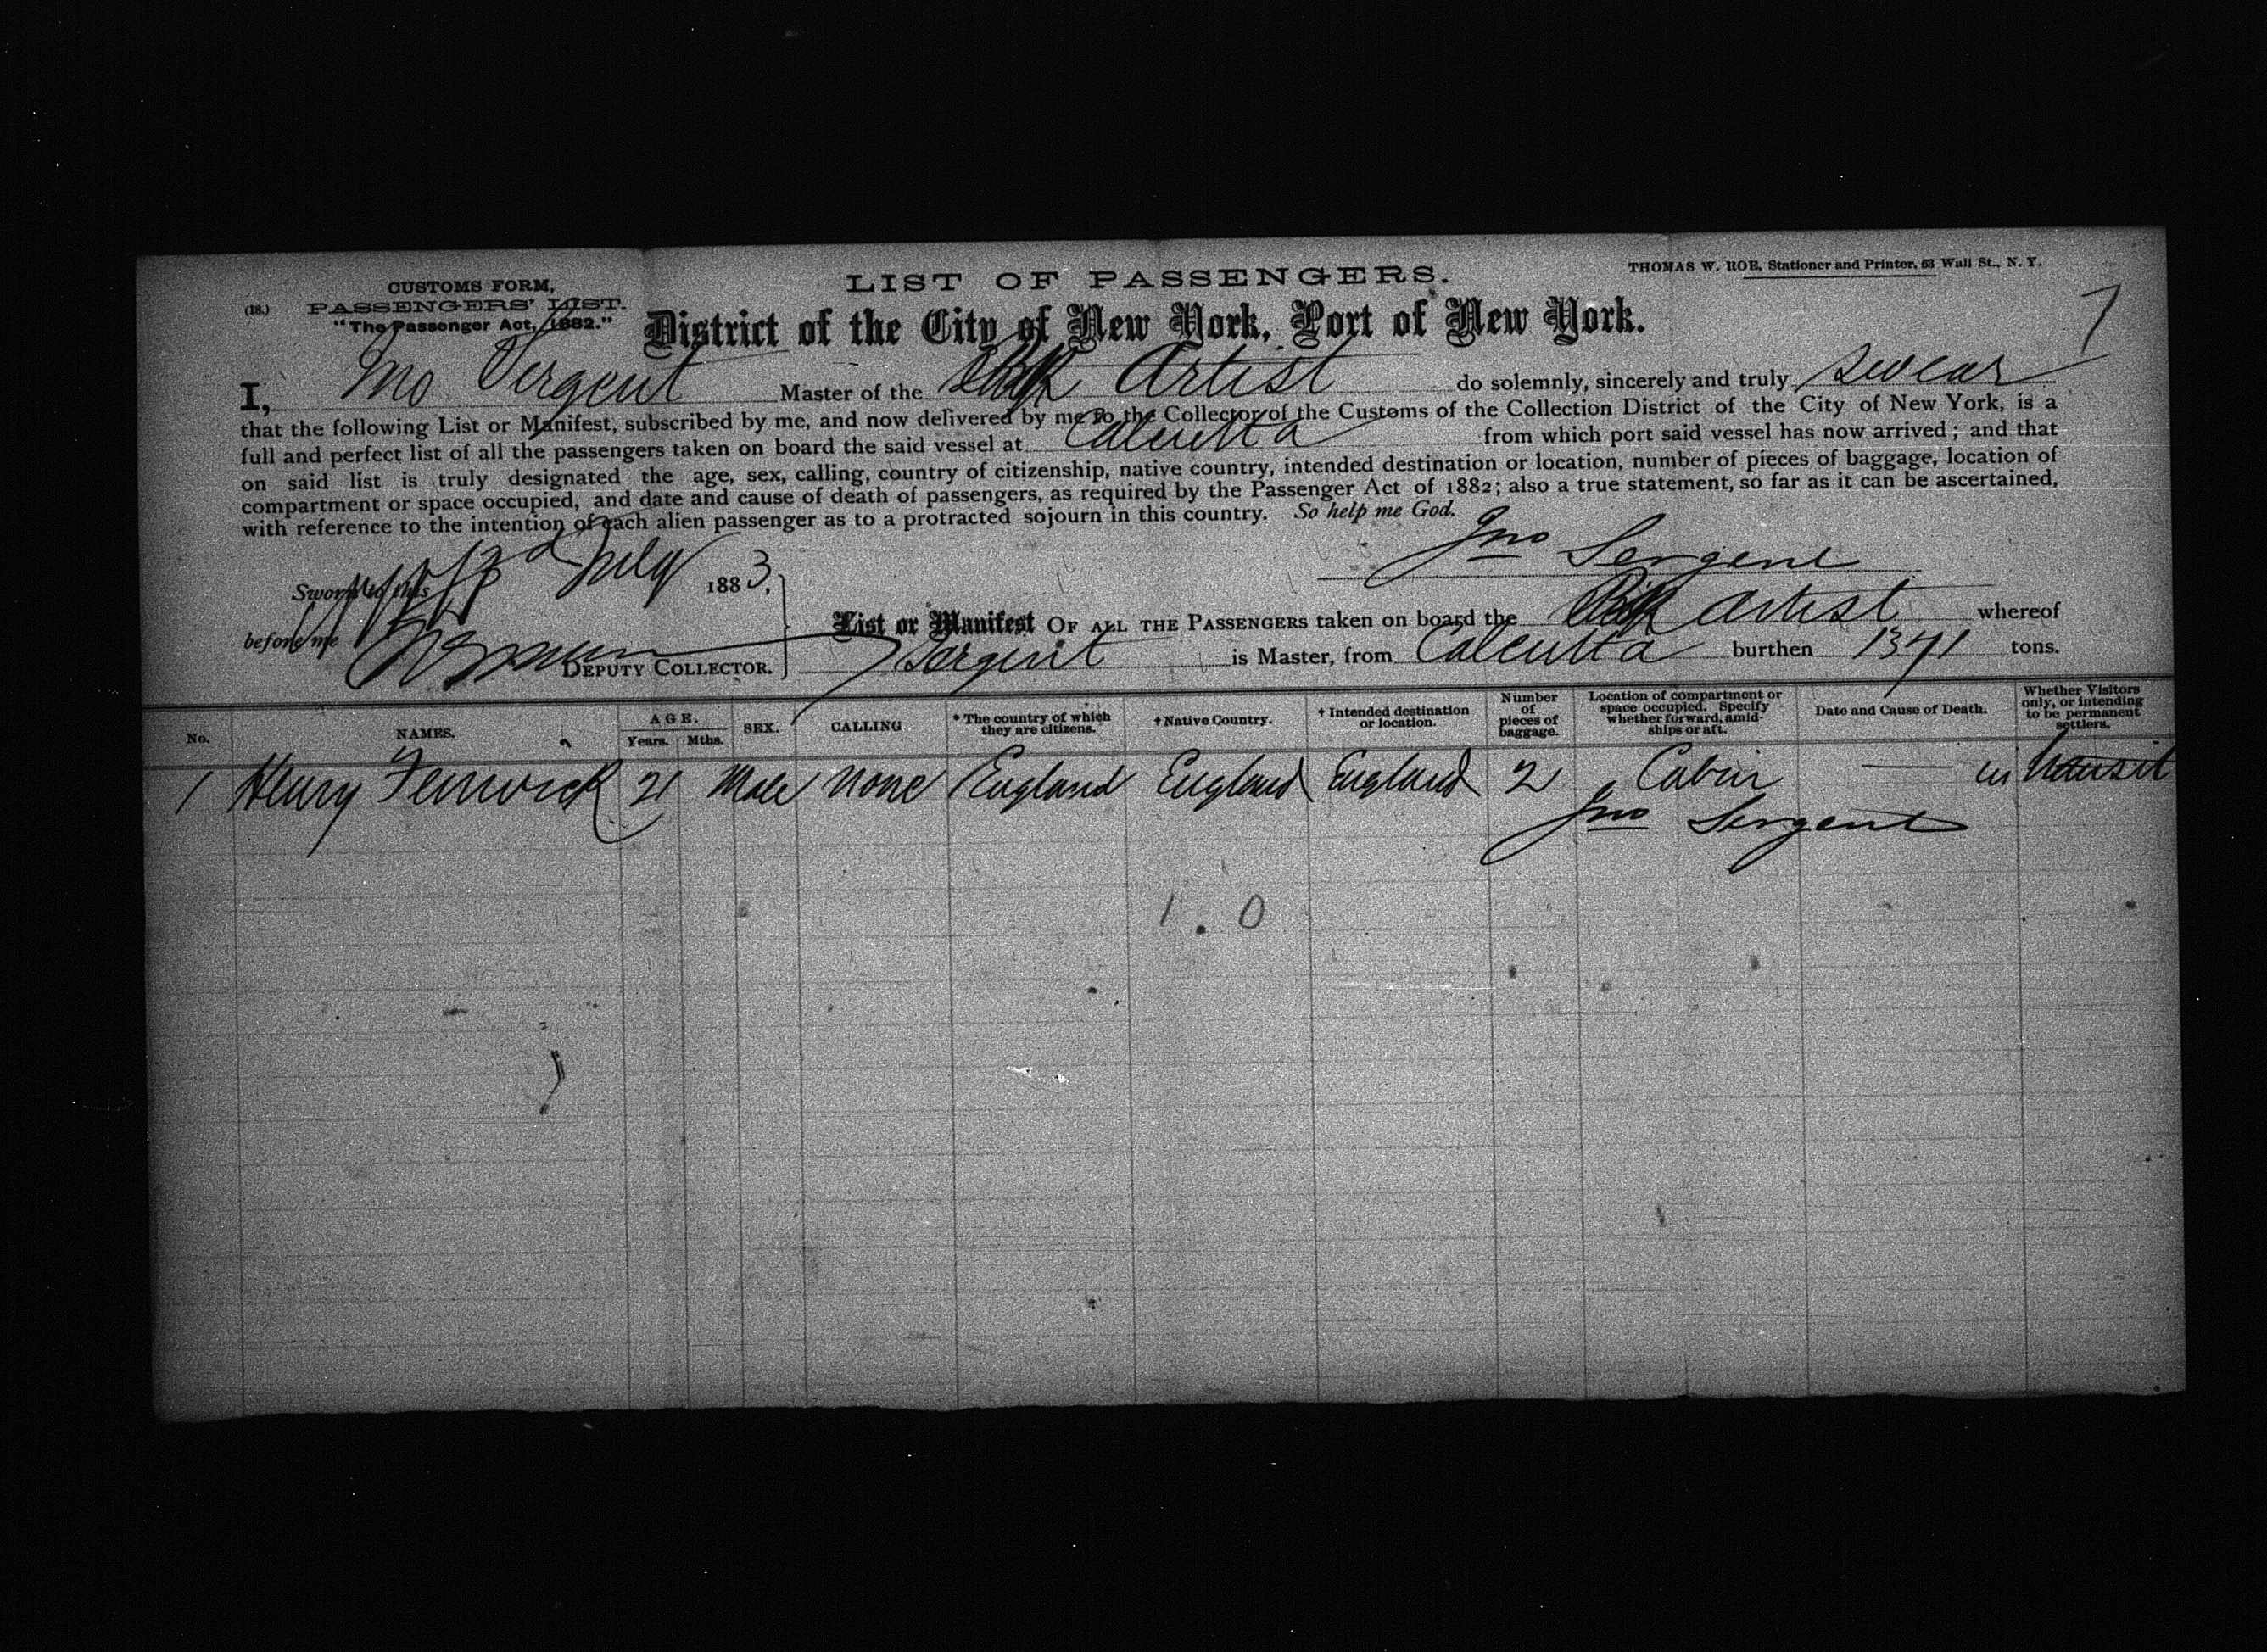 CUSTOMS FORM,
(18.) PASSENGERS' LIST.
"The Passenger Act, 1882."
LIST OF PASSENGERS.
THOMAS W. ROE, Stationer and Printer, 53 Wall St., N. Y.
7
District of the City of New York, Port of New York.
I, Jno Sergent Master of the Artist do solemnly, sincerely and truly swear
that the following List or Manifest, subscribed by me, and now delivered by me to the Collector of the Customs of the Collection District of the City of New York, is a
full and perfect list of all the passengers taken on board the said vessel at Calcutta from which port said vessel has now arrived; and that
on said list is truly designated the age, sex, calling, country of citizenship, native country, intended destination or location, number of pieces of baggage, location of
compartment or space occupied, and date and cause of death of passengers, as required by the Passenger Act of 1882; also a true statement, so far as it can be ascertained,
with reference to the intention of each alien passenger as to a protracted sojourn in this country. So help me God.
Jno Sergent
Sworn to this July 1883,
before me
DEPUTY COLLECTOR.
List or Manifest OF ALL THE PASSENGERS taken on board the Artist whereof
Sergent is Master, from Calcutta burthen 1371 tons.
No. NAMES. AGE. Years. Mths. SEX. CALLING * The country of which they are citizens. † Native Country. † Intended destination or location. Number of pieces of baggage. Location of compartment or space occupied. Specify whether forward, amidships or aft. Date and Cause of Death. Whether Visitors only, or intending to be permanent settlers.
1 Henry Fenwick 21 Male none England England England 2 Cabin in transit
Jno Sergent
1 . 0